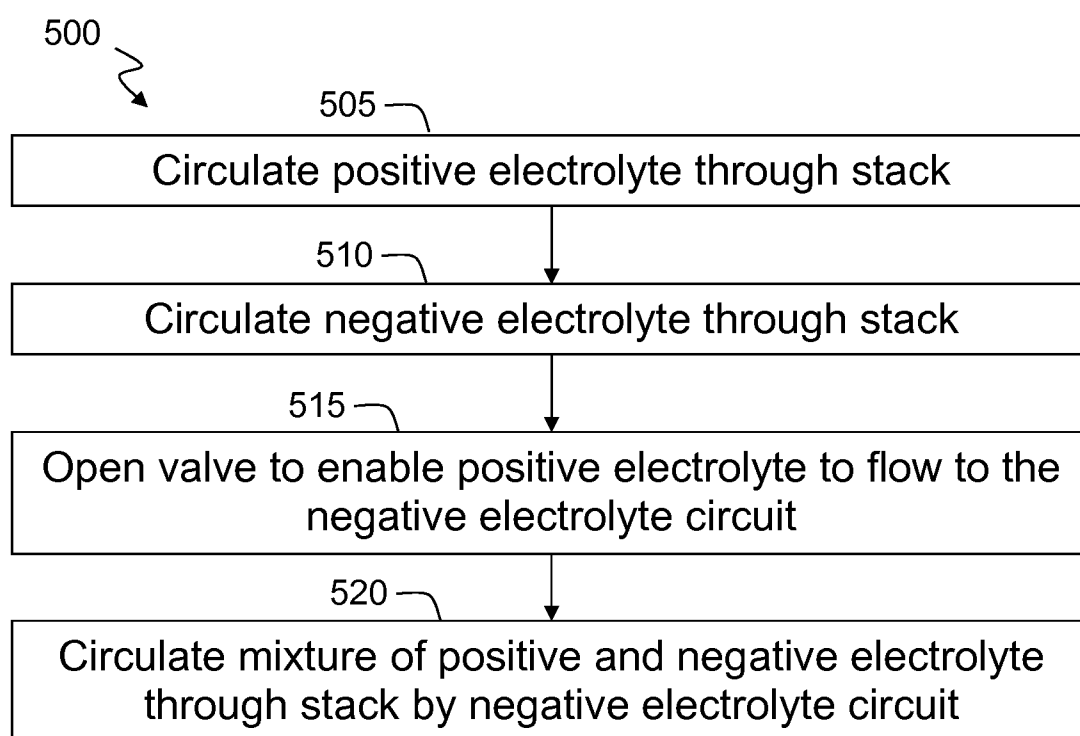 500
505
Circulate positive electrolyte through stack
510
Circulate negative electrolyte through stack
515
Open valve to enable positive electrolyte to flow to the
negative electrolyte circuit
520
Circulate mixture of positive and negative electrolyte
through stack by negative electrolyte circuit